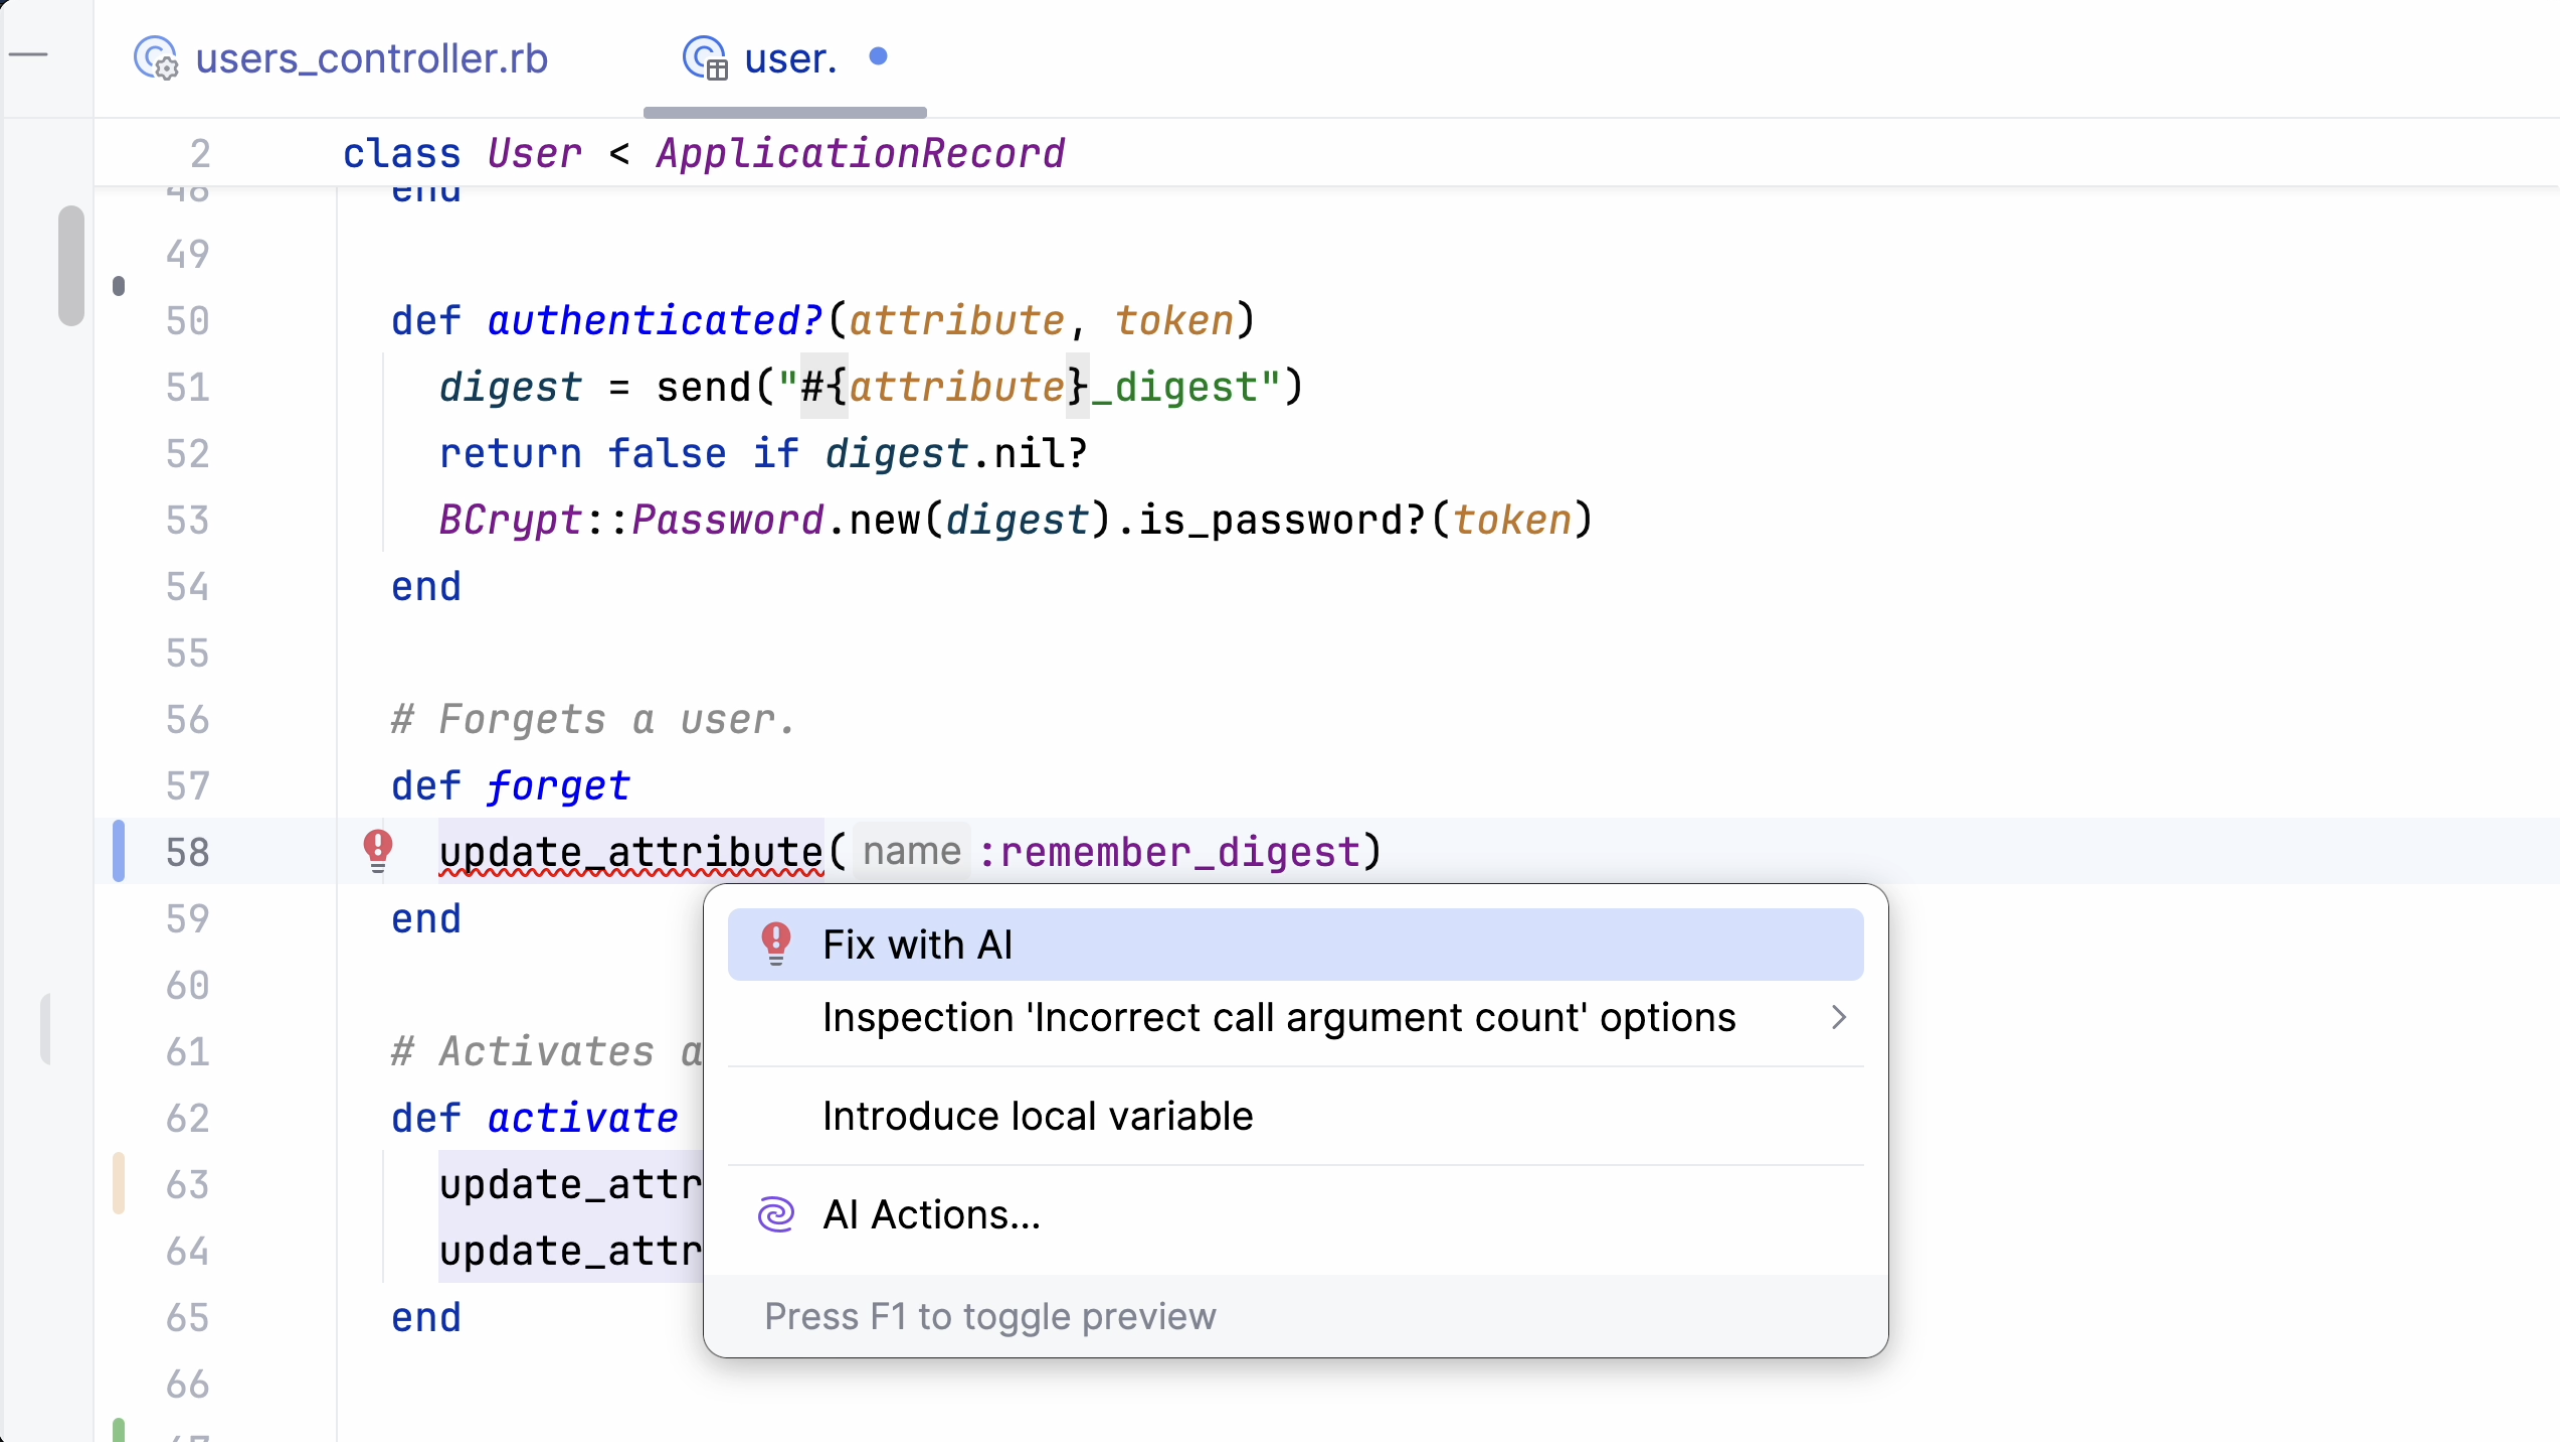 users_controller.rb
user.
2 class User < ApplicationRecord
48 end
49
50 def authenticated?(attribute, token)
51 digest = send("#{attribute}_digest")
52 return false if digest.nil?
53 BCrypt::Password.new(digest).is_password?(token)
54 end
55
56 # Forgets a user.
57 def forget
58 update_attribute( name :remember_digest)
59 end
60
61 # Activates a
62 def activate
63 update_attr
64 update_attr
65 end
66
Fix with AI
Inspection 'Incorrect call argument count' options
Introduce local variable
AI Actions...
Press F1 to toggle preview